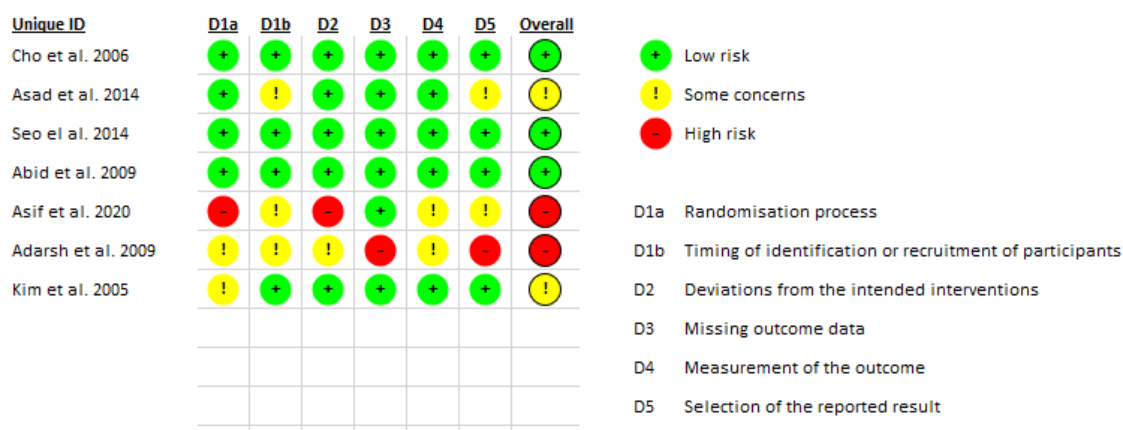 Unique ID D1a D1b D2 D3 D4 D5 Overall
Cho et al. 2006 + + + + + + +
Asad et al. 2014 + ! + + + ! !
Seo el al. 2014 + + + + + + +
Abid et al. 2009 + + + + + + +
Asif et al. 2020 - ! - + ! ! -
Adarsh et al. 2009 ! ! ! - ! - -
Kim et al. 2005 ! + + + + + !
+ Low risk
! Some concerns
- High risk
D1a Randomisation process
D1b Timing of identification or recruitment of participants
D2 Deviations from the intended interventions
D3 Missing outcome data
D4 Measurement of the outcome
D5 Selection of the reported result